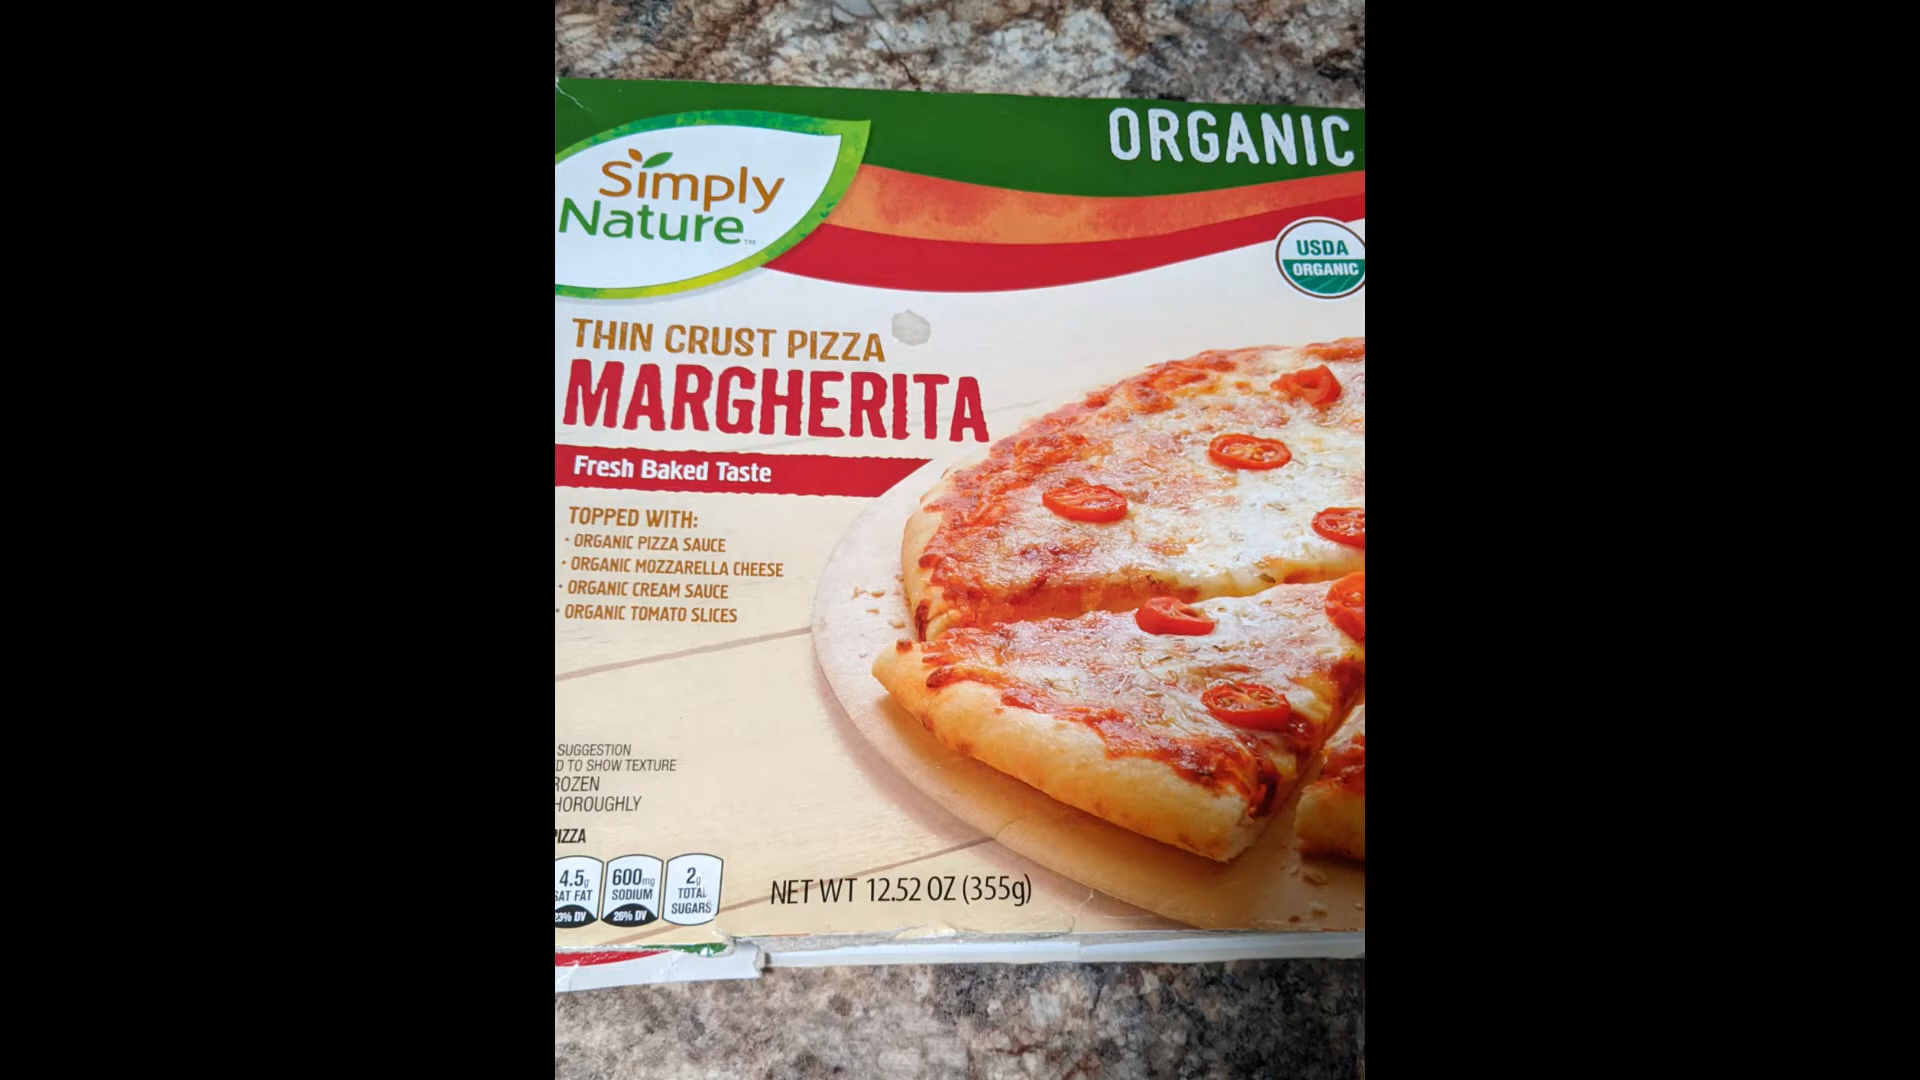 ORGANIC
Simply
Nature™
USDA
ORGANIC
THIN CRUST PIZZA
MARGHERITA
Fresh Baked Taste
TOPPED WITH:
• ORGANIC PIZZA SAUCE
• ORGANIC MOZZARELLA CHEESE
• ORGANIC CREAM SAUCE
• ORGANIC TOMATO SLICES
SUGGESTION
D TO SHOW TEXTURE
ROZEN
HOROUGHLY
PIZZA
4.5g SAT FAT 23% DV
600mg SODIUM 26% DV
2g TOTAL SUGARS
NET WT 12.52 OZ (355g)